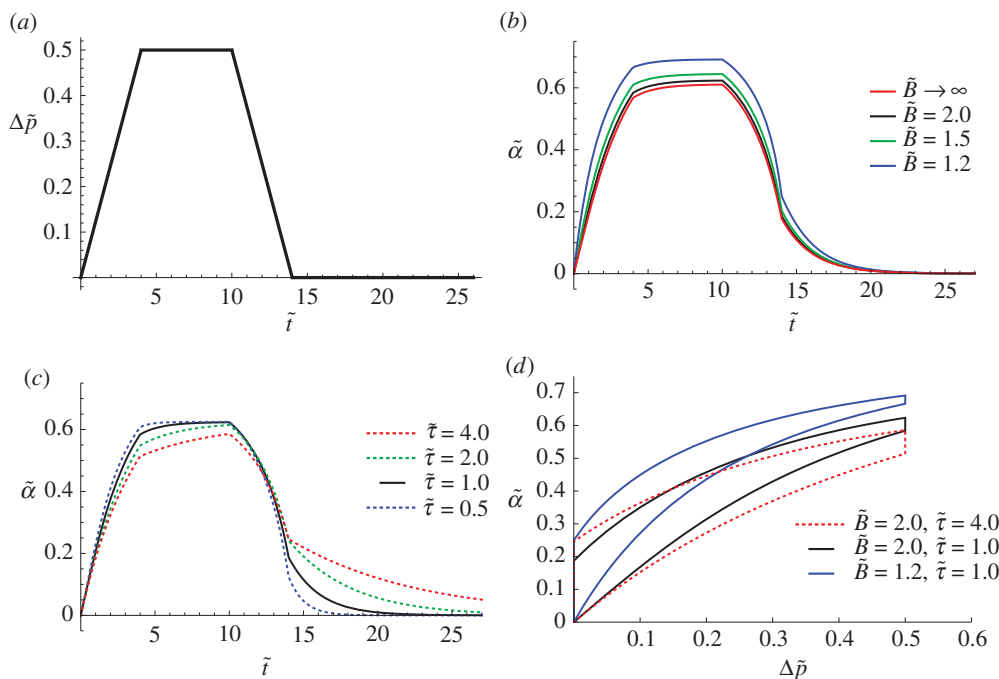 (a)
0.5
0.4
Δp̃
0.3
0.2
0.1
5 10 15 20 25
t̃
(b)
0.6
0.4
α̃
0.2
0
5 10 15 20 25
t̃
B̃ → ∞
B̃ = 2.0
B̃ = 1.5
B̃ = 1.2
(c)
0.6
0.4
α̃
0.2
0
5 10 15 20 25
t̃
τ̃ = 4.0
τ̃ = 2.0
τ̃ = 1.0
τ̃ = 0.5
(d)
0.7
0.6
0.5
0.4
α̃
0.3
0.2
0.1
0
0.1 0.2 0.3 0.4 0.5 0.6
Δp̃
B̃ = 2.0, τ̃ = 4.0
B̃ = 2.0, τ̃ = 1.0
B̃ = 1.2, τ̃ = 1.0